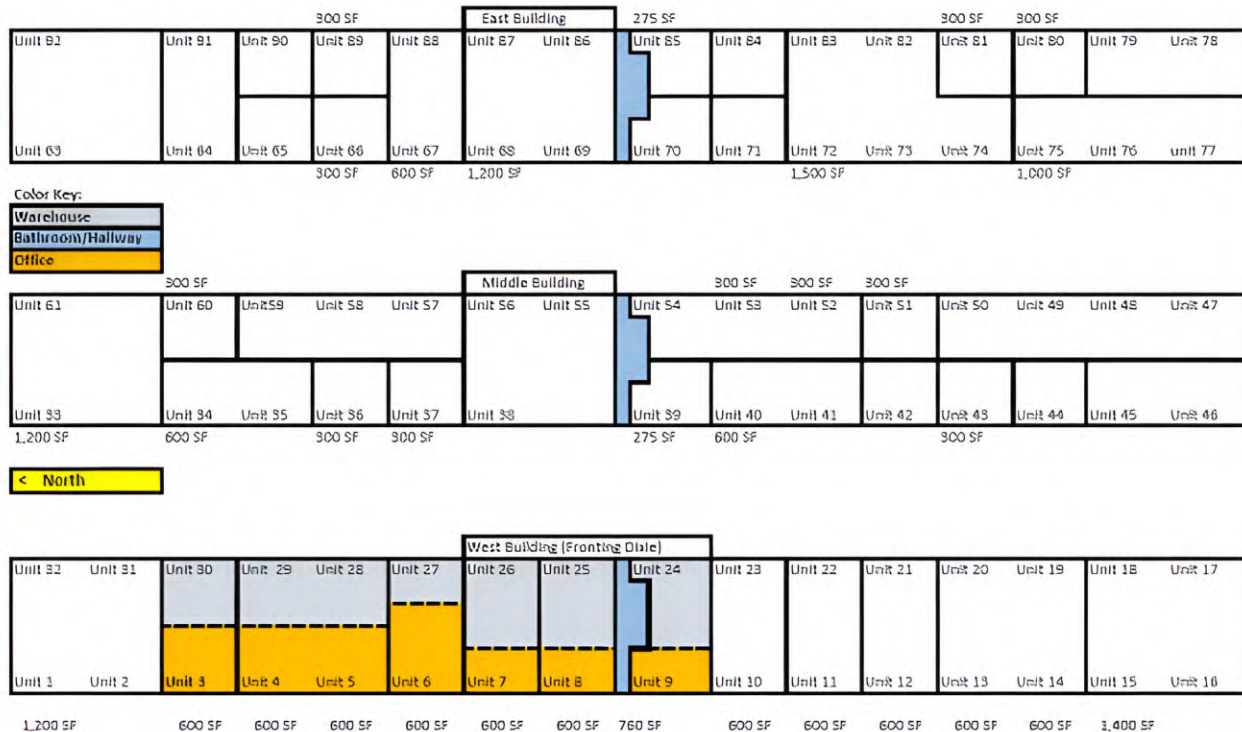 300 SF East Building 275 SF 300 SF 300 SF
Unit 92 Unit 91 Unit 90 Unit 89 Unit 88 Unit 87 Unit 86 Unit 85 Unit 84 Unit 83 Unit 82 Unit 81 Unit 80 Unit 79 Unit 78
Unit 63 Unit 64 Unit 65 Unit 66 Unit 67 Unit 68 Unit 69 Unit 70 Unit 71 Unit 72 Unit 73 Unit 74 Unit 75 Unit 76 unit 77
300 SF 600 SF 1,200 SF 1,500 SF 1,000 SF
Color Key:
Warehouse
Bathroom/Hallway
Office
300 SF Middle Building 300 SF 300 SF 300 SF
Unit 61 Unit 60 Unit59 Unit 58 Unit 57 Unit 56 Unit 55 Unit 54 Unit 53 Unit 52 Unit 51 Unit 50 Unit 49 Unit 48 Unit 47
Unit 33 Unit 34 Unit 35 Unit 36 Unit 37 Unit 38 Unit 39 Unit 40 Unit 41 Unit 42 Unit 43 Unit 44 Unit 45 Unit 46
1,200 SF 600 SF 300 SF 300 SF 275 SF 600 SF 300 SF
< North
West Building (Fronting Dixie)
Unit 32 Unit 31 Unit 30 Unit 29 Unit 28 Unit 27 Unit 26 Unit 25 Unit 24 Unit 23 Unit 22 Unit 21 Unit 20 Unit 19 Unit 18 Unit 17
Unit 1 Unit 2 Unit 3 Unit 4 Unit 5 Unit 6 Unit 7 Unit 8 Unit 9 Unit 10 Unit 11 Unit 12 Unit 13 Unit 14 Unit 15 Unit 16
1,200 SF 600 SF 600 SF 600 SF 600 SF 600 SF 600 SF 760 SF 600 SF 600 SF 600 SF 600 SF 600 SF 1,400 SF